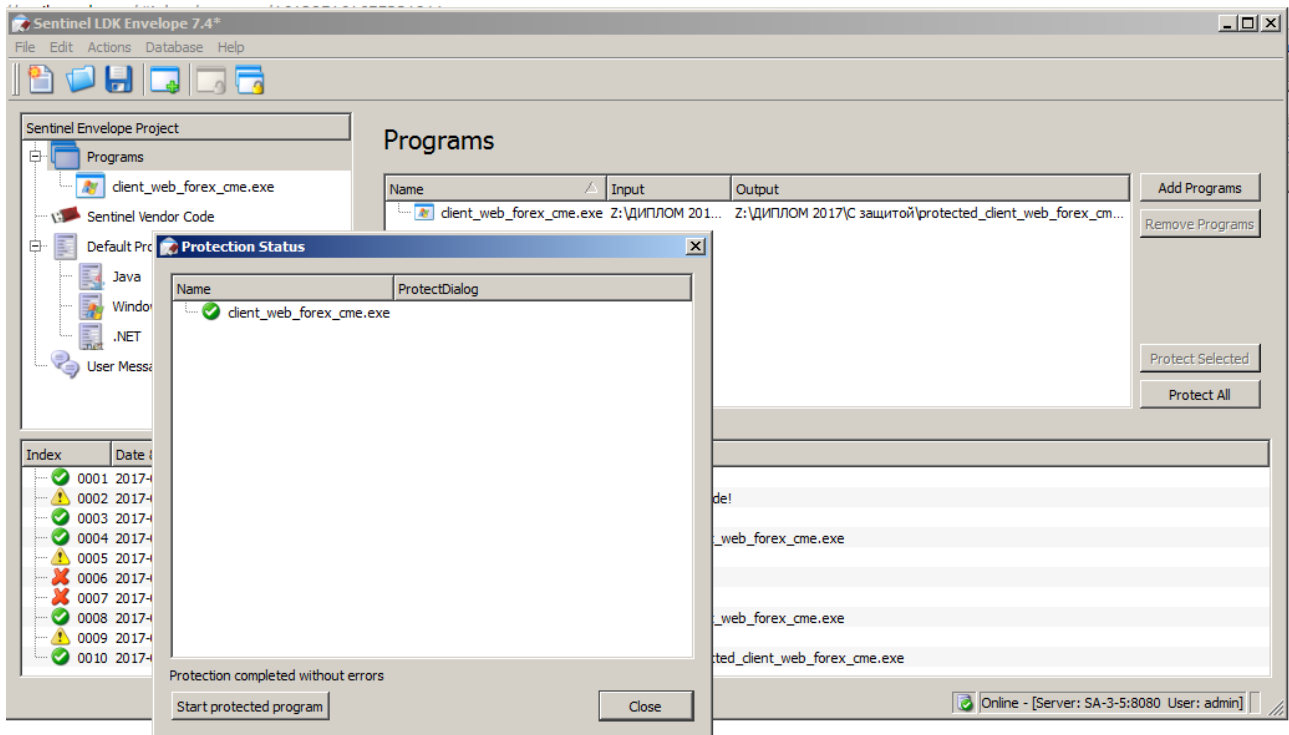 Sentinel LDK Envelope 7.4*
File Edit Actions Database Help
Sentinel Envelope Project
Programs
client_web_forex_cme.exe
Sentinel Vendor Code
Default Pro
Java
Window
.NET
User Messa
Programs
Name Input Output
client_web_forex_cme.exe Z:\ДИПЛОМ 201... Z:\ДИПЛОМ 2017\С защитой\protected_client_web_forex_cm...
Add Programs
Remove Programs
Protect Selected
Protect All
Protection Status
Name ProtectDialog
client_web_forex_cme.exe
Protection completed without errors
Start protected program Close
Index Date
0001 2017-
0002 2017- de!
0003 2017-
0004 2017- _web_forex_cme.exe
0005 2017-
0006 2017-
0007 2017-
0008 2017- _web_forex_cme.exe
0009 2017-
0010 2017- cted_client_web_forex_cme.exe
Online - [Server: SA-3-5:8080 User: admin]